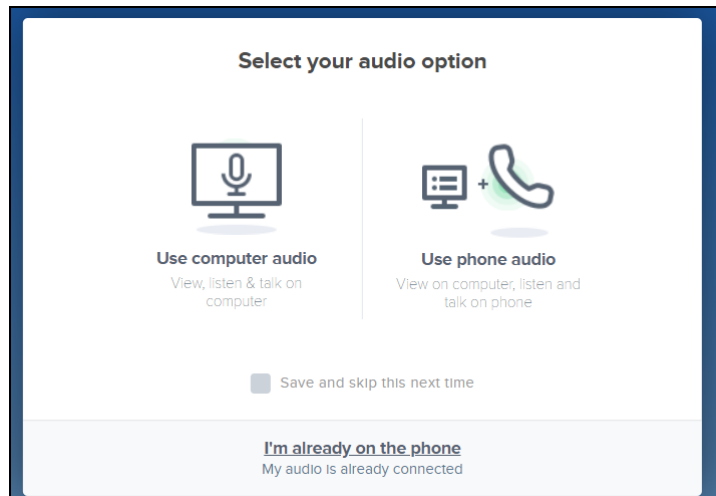 Select your audio option
Use computer audio
View, listen & talk on
computer
+
Use phone audio
View on computer, listen and
talk on phone
Save and skip this next time
I'm already on the phone
My audio is already connected